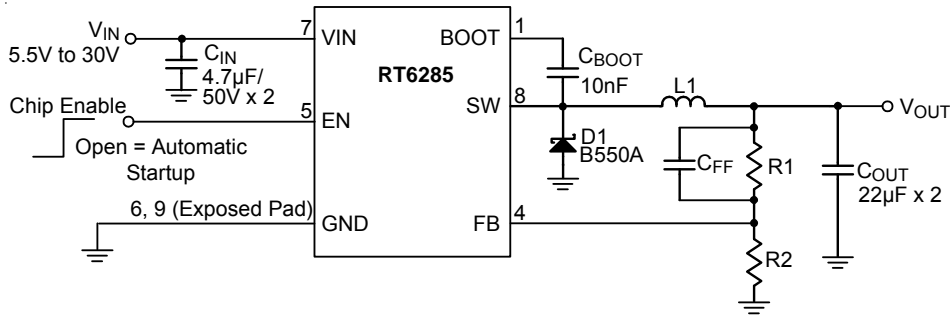 VIN
5.5V to 30V
CIN
4.7μF/
50V x 2
Chip Enable
Open = Automatic
Startup
6, 9 (Exposed Pad)
7
5
VIN
EN
GND
RT6285
BOOT
SW
FB
1
8
4
CBOOT
10nF
L1
D1
B550A
CFF
R1
R2
VOUT
COUT
22μF x 2